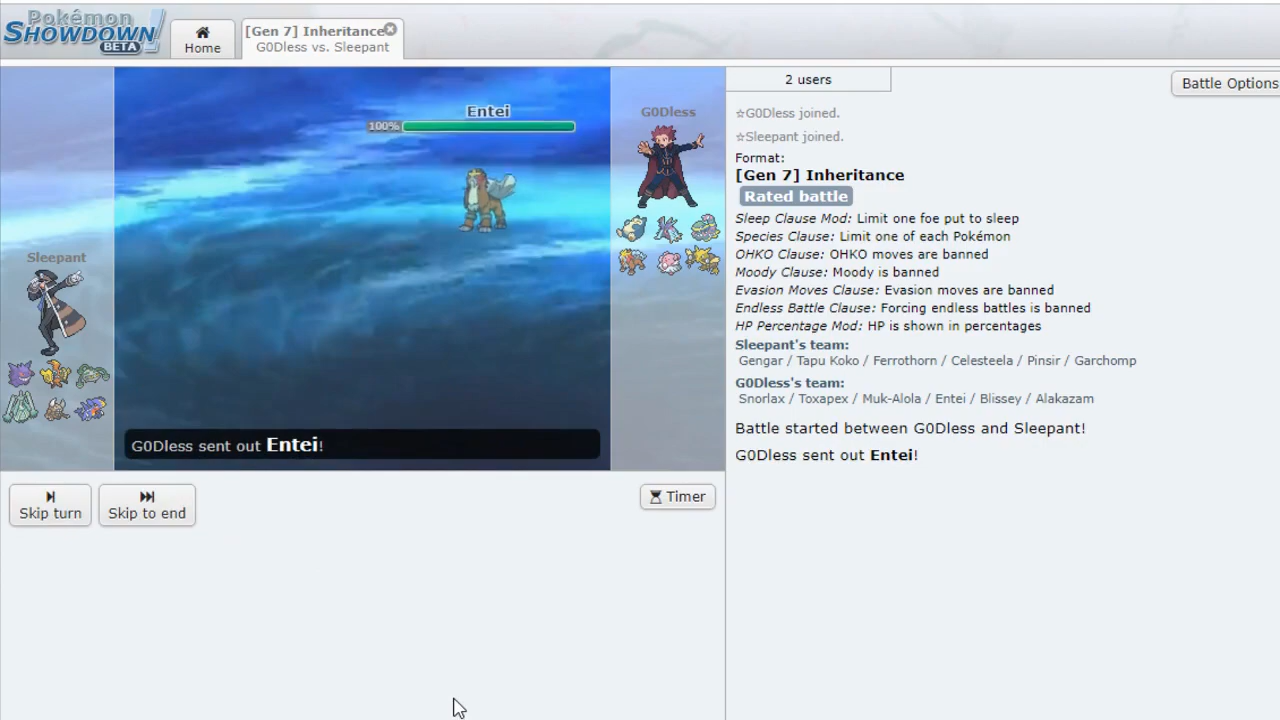 Pokémon
SHOWDOWN!
BETA
Home
[Gen 7] Inheritance
G0Dless vs. Sleepant
Sleepant
Entei
100%
G0Dless
G0Dless sent out Entei!
Skip turn
Skip to end
Timer
2 users
Battle Options
☆G0Dless joined.
☆Sleepant joined.
Format:
[Gen 7] Inheritance
Rated battle
Sleep Clause Mod: Limit one foe put to sleep
Species Clause: Limit one of each Pokémon
OHKO Clause: OHKO moves are banned
Moody Clause: Moody is banned
Evasion Moves Clause: Evasion moves are banned
Endless Battle Clause: Forcing endless battles is banned
HP Percentage Mod: HP is shown in percentages
Sleepant's team:
Gengar / Tapu Koko / Ferrothorn / Celesteela / Pinsir / Garchomp
G0Dless's team:
Snorlax / Toxapex / Muk-Alola / Entei / Blissey / Alakazam
Battle started between G0Dless and Sleepant!
G0Dless sent out Entei!